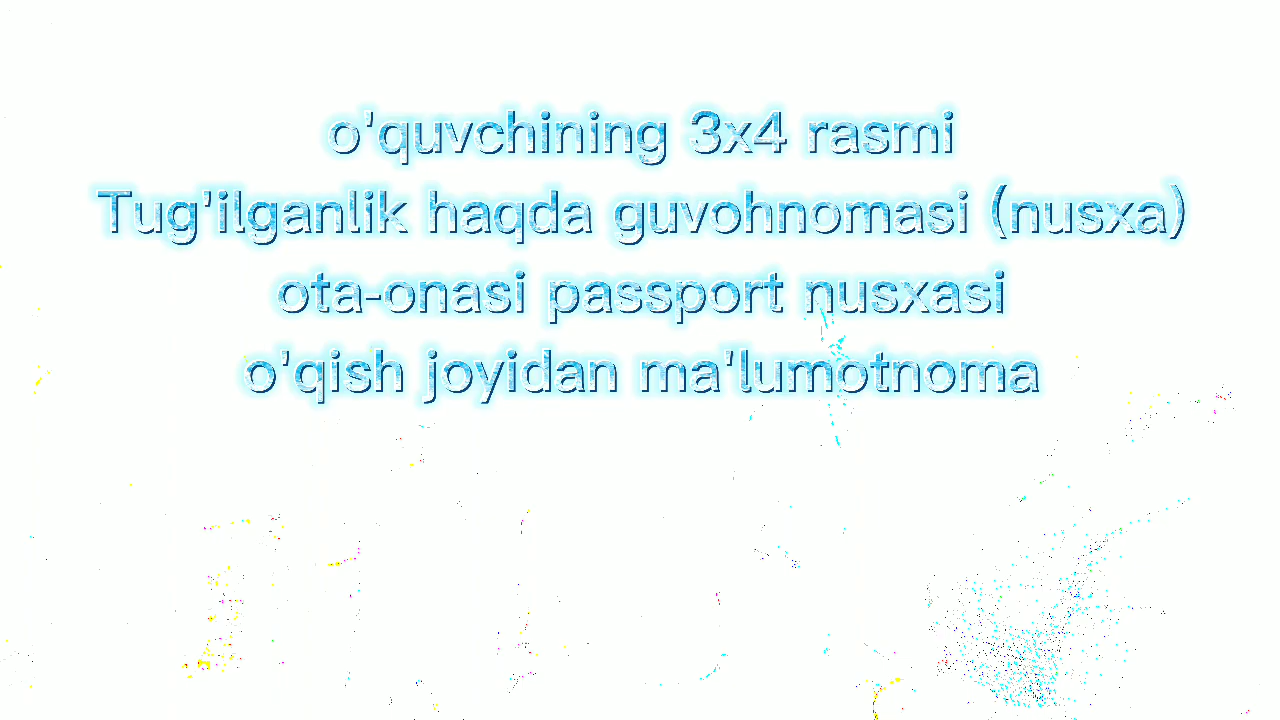 o'quvchining 3x4 rasmi
Tug'ilganlik haqda guvohnomasi (nusxa)
ota-onasi passport nusxasi
o'qish joyidan ma'lumotnoma